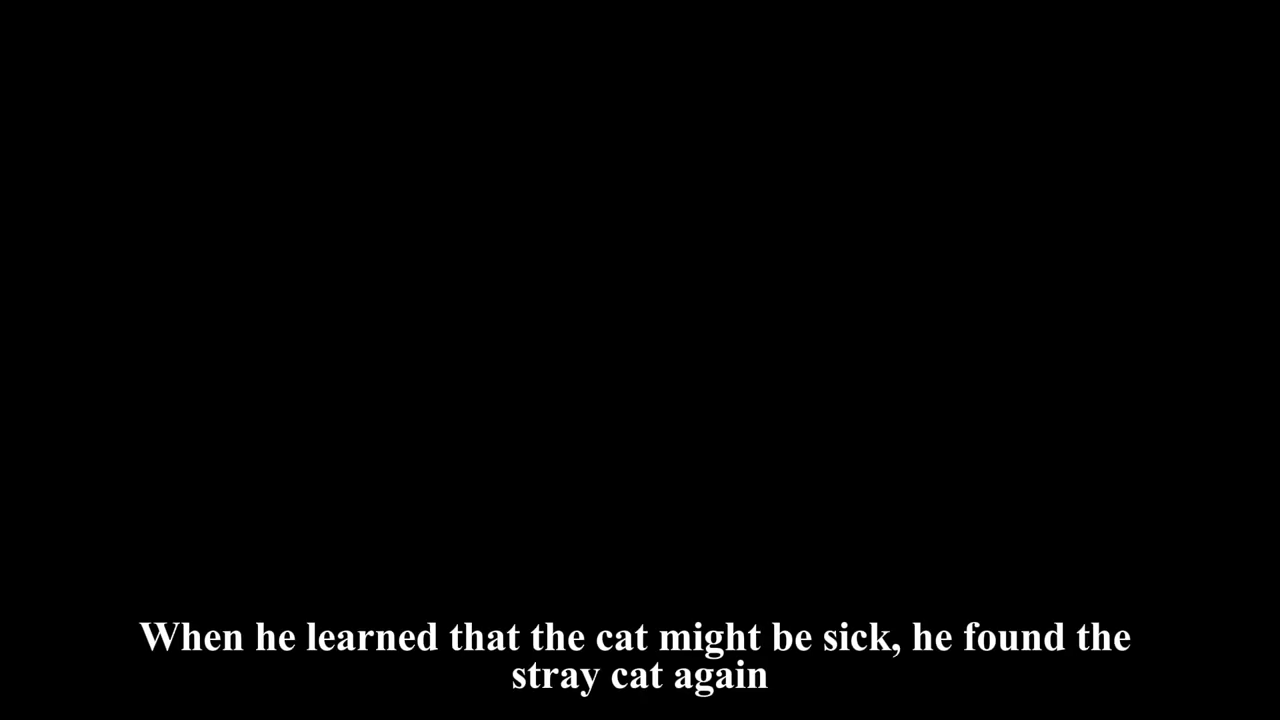 When he learned that the cat might be sick, he found the
stray cat again